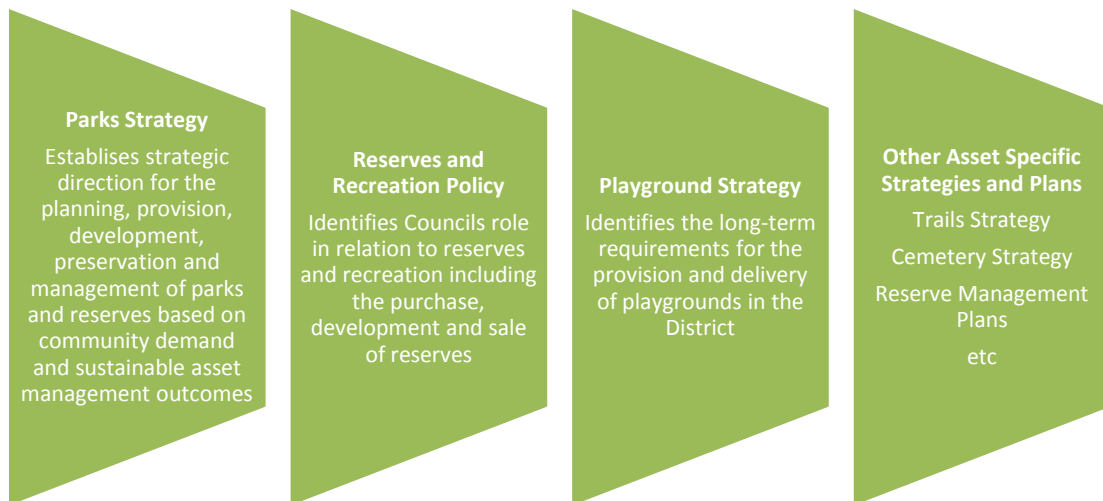 Parks Strategy
Establises strategic
direction for the
planning, provision,
development,
preservation and
management of parks
and reserves based on
community demand
and sustainable asset
management outcomes
Reserves and
Recreation Policy
Identifies Councils role
in relation to reserves
and recreation including
the purchase,
development and sale
of reserves
Playground Strategy
Identifies the long-term
requirements for the
provision and delivery
of playgrounds in the
District
Other Asset Specific
Strategies and Plans
Trails Strategy
Cemetery Strategy
Reserve Management
Plans
etc